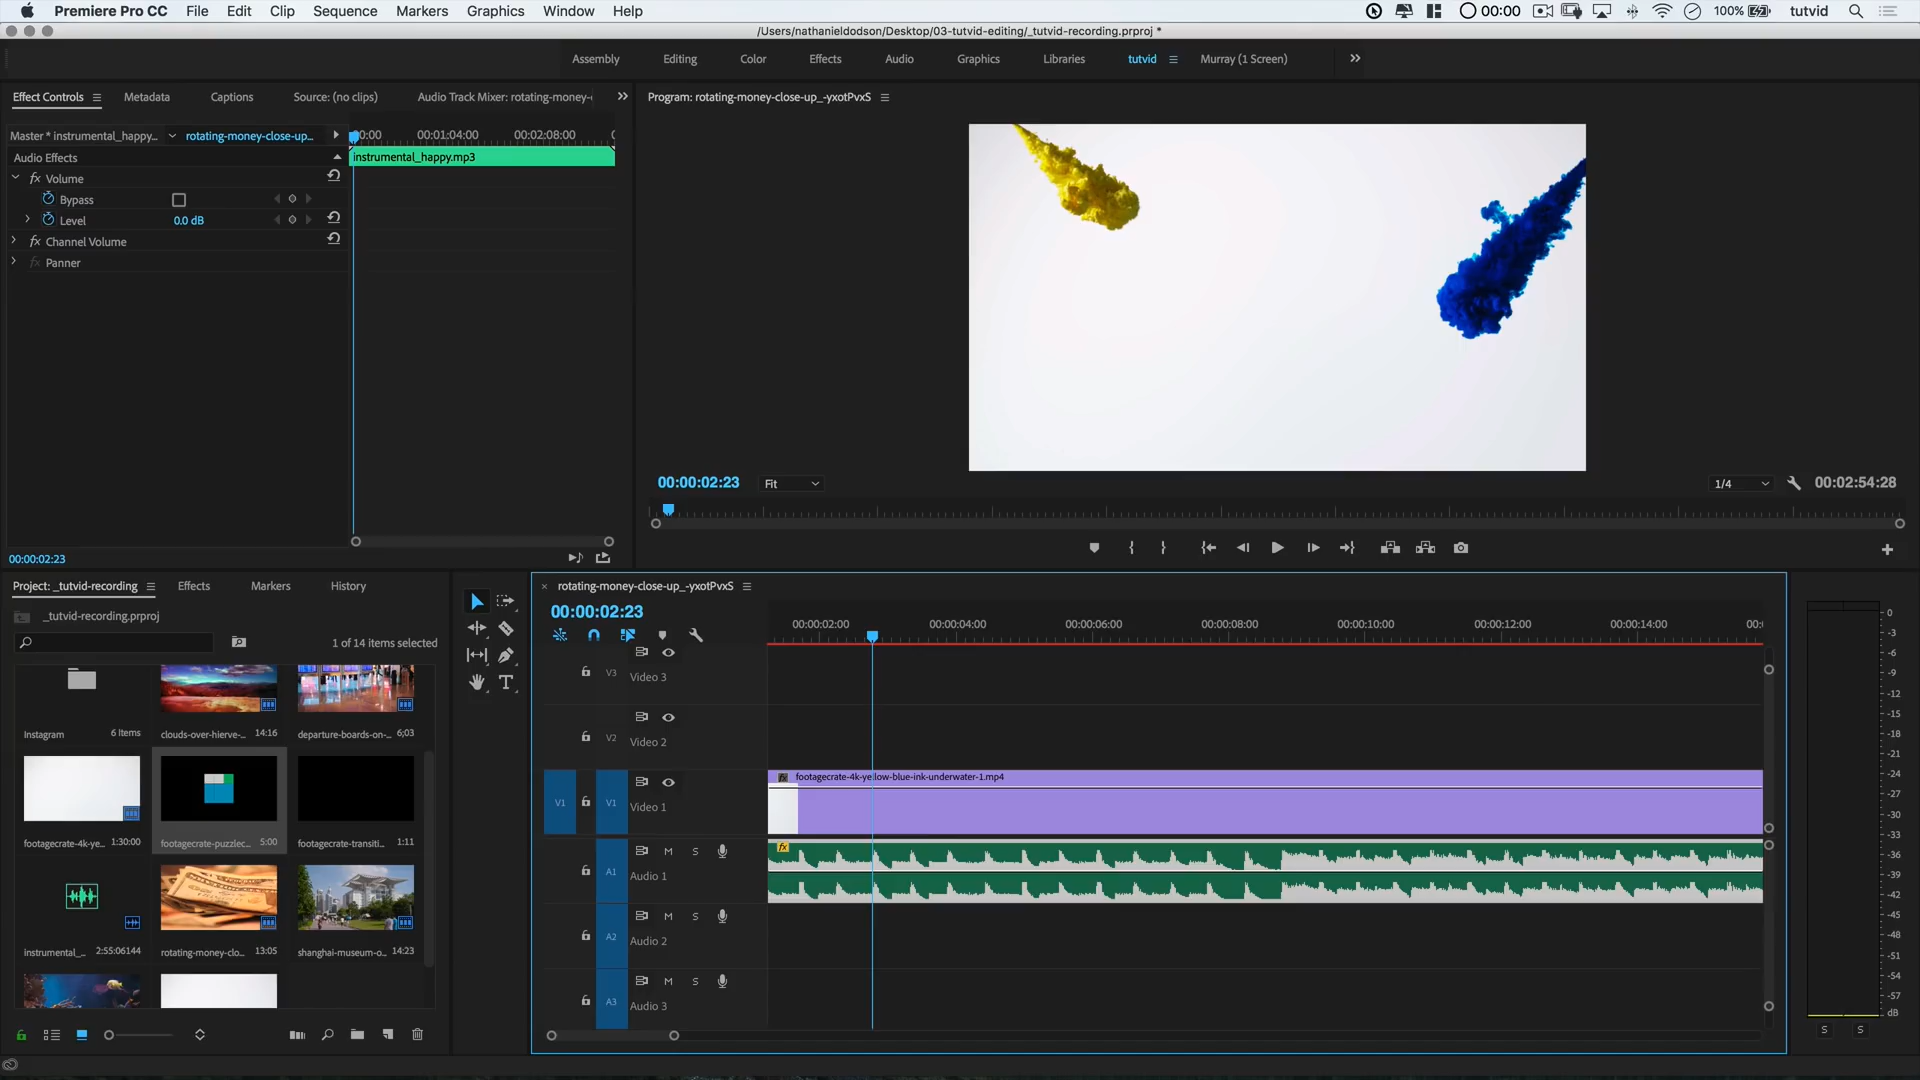 Premiere Pro CC File Edit Clip Sequence Markers Graphics Window Help 00:00 100% tutvid
/Users/nathanieldodson/Desktop/03-tutvid-editing/_tutvid-recording.prproj *
Assembly Editing Color Effects Audio Graphics Libraries tutvid Murray (1 Screen)
Effect Controls Metadata Captions Source: (no clips) Audio Track Mixer: rotating-money-
Program: rotating-money-close-up_-yxotPvxS
Master * instrumental_happy... rotating-money-close-up... :00:00 00:01:04:00 00:02:08:00
Audio Effects instrumental_happy.mp3
fx Volume
Bypass
Level 0.0 dB
fx Channel Volume
fx Panner
00:00:02:23 Fit 1/4 00:02:54:28
00:00:02:23
Project: _tutvid-recording Effects Markers History
_tutvid-recording.prproj
1 of 14 items selected
Instagram 6 Items clouds-over-hierve-... 14:16 departure-boards-on-... 6;03
footagecrate-4k-ye... 1:30:00 footagecrate-puzzlec... 5:00 footagecrate-transiti... 1:11
instrumental_... 2:55:06144 rotating-money-clo... 13:05 shanghai-museum-o... 14:23
rotating-money-close-up_-yxotPvxS
00:00:02:23
00:00:02:00 00:00:04:00 00:00:06:00 00:00:08:00 00:00:10:00 00:00:12:00 00:00:14:00
V3 Video 3
V2 Video 2
V1 V1 Video 1
fx footagecrate-4k-yellow-blue-ink-underwater-1.mp4
A1 M S Audio 1
fx
A2 M S Audio 2
A3 M S Audio 3
0
-3
-6
-9
-12
-15
-18
-21
-24
-27
-30
-33
-36
-39
-42
-45
-48
-51
-54
-57
dB
S S